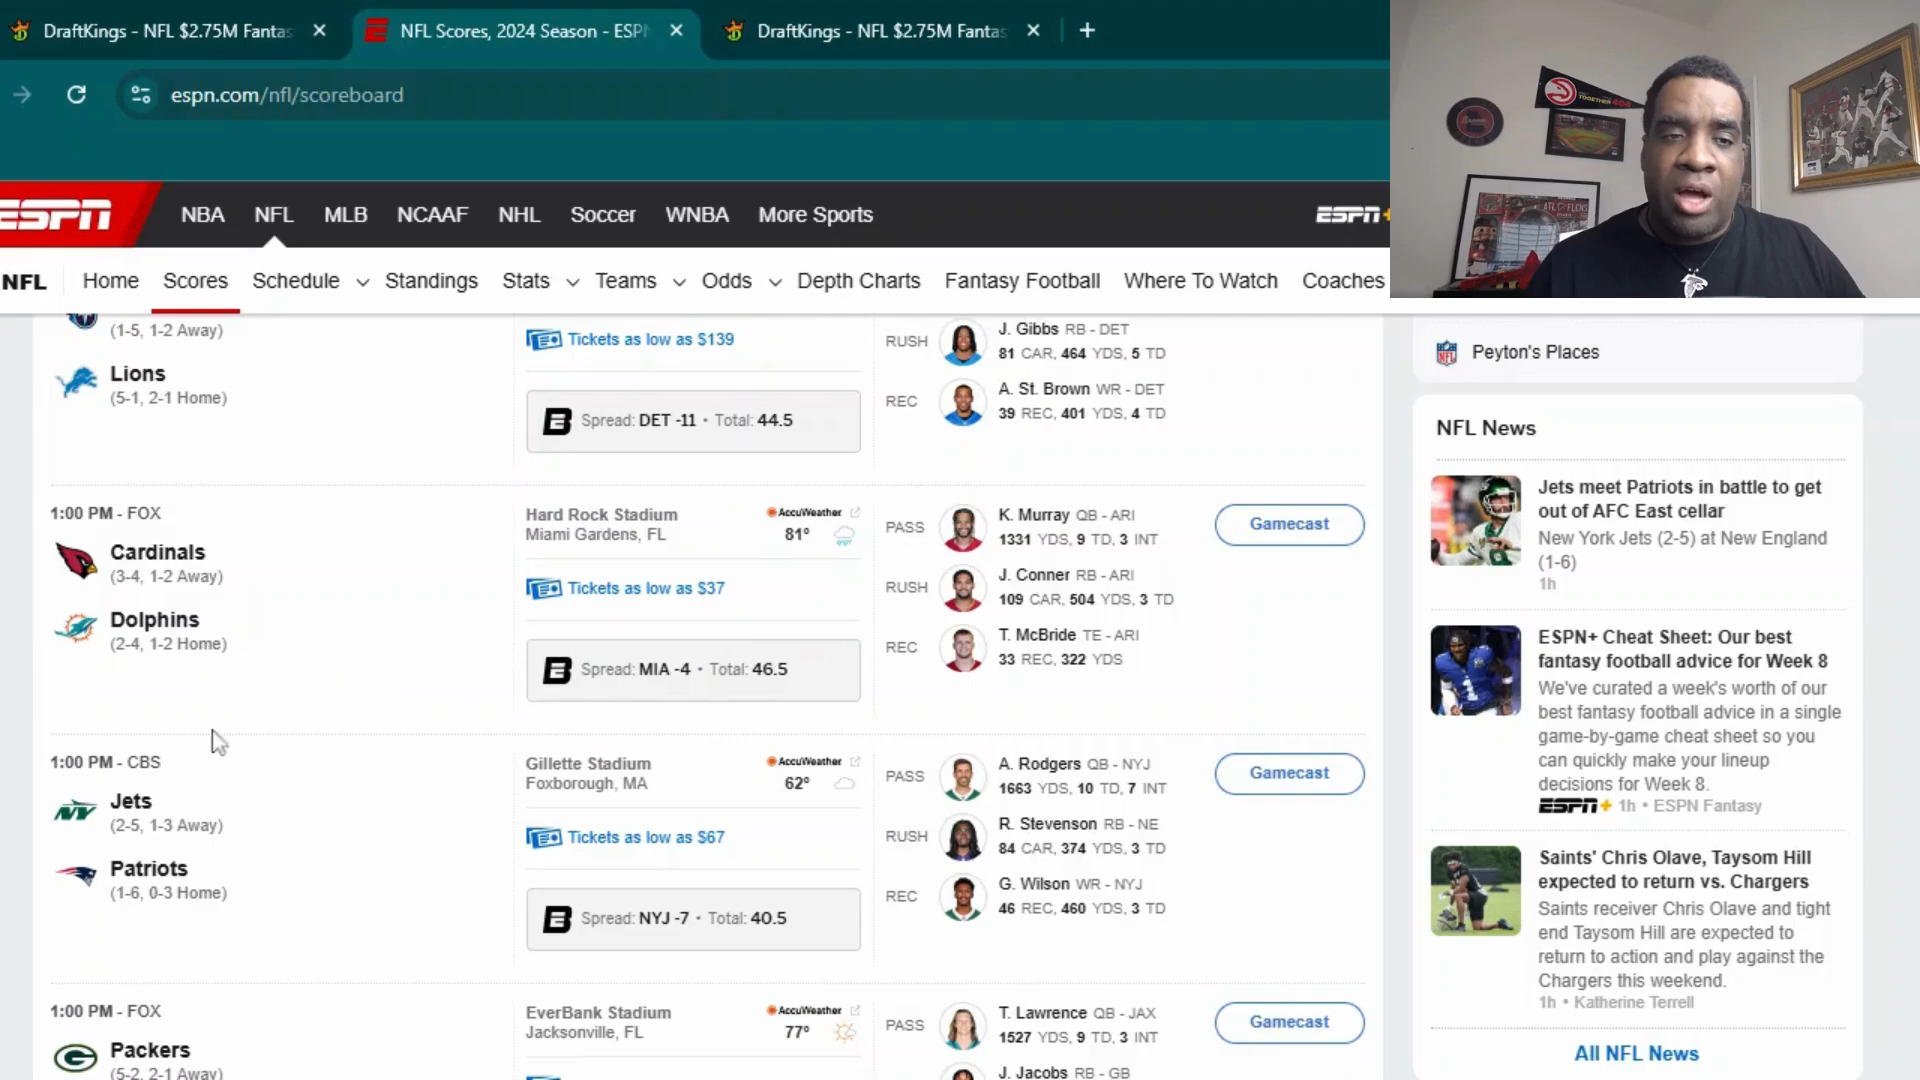 DraftKings - NFL $2.75M Fantas
NFL Scores, 2024 Season - ESP
DraftKings - NFL $2.75M Fantas
espn.com/nfl/scoreboard
TOGETHER 404
ESPN NBA NFL MLB NCAAF NHL Soccer WNBA More Sports ESPN+
NFL Home Scores Schedule Standings Stats Teams Odds Depth Charts Fantasy Football Where To Watch Coaches
(1-5, 1-2 Away)
Lions
(5-1, 2-1 Home)
Tickets as low as $139
Spread: DET -11 • Total: 44.5
RUSH
J. Gibbs RB - DET
81 CAR, 464 YDS, 5 TD
REC
A. St. Brown WR - DET
39 REC, 401 YDS, 4 TD
1:00 PM - FOX
Cardinals
(3-4, 1-2 Away)
Dolphins
(2-4, 1-2 Home)
Hard Rock Stadium
Miami Gardens, FL
AccuWeather
81°
Tickets as low as $37
Spread: MIA -4 • Total: 46.5
PASS
K. Murray QB - ARI
1331 YDS, 9 TD, 3 INT
RUSH
J. Conner RB - ARI
109 CAR, 504 YDS, 3 TD
REC
T. McBride TE - ARI
33 REC, 322 YDS
Gamecast
1:00 PM - CBS
Jets
(2-5, 1-3 Away)
Patriots
(1-6, 0-3 Home)
Gillette Stadium
Foxborough, MA
AccuWeather
62°
Tickets as low as $67
Spread: NYJ -7 • Total: 40.5
PASS
A. Rodgers QB - NYJ
1663 YDS, 10 TD, 7 INT
RUSH
R. Stevenson RB - NE
84 CAR, 374 YDS, 3 TD
REC
G. Wilson WR - NYJ
46 REC, 460 YDS, 3 TD
Gamecast
1:00 PM - FOX
Packers
(5-2, 2-1 Away)
EverBank Stadium
Jacksonville, FL
AccuWeather
77°
PASS
T. Lawrence QB - JAX
1527 YDS, 9 TD, 3 INT
J. Jacobs RB - GB
Gamecast
Peyton's Places
NFL News
Jets meet Patriots in battle to get
out of AFC East cellar
New York Jets (2-5) at New England
(1-6)
1h
ESPN+ Cheat Sheet: Our best
fantasy football advice for Week 8
We've curated a week's worth of our
best fantasy football advice in a single
game-by-game cheat sheet so you
can quickly make your lineup
decisions for Week 8.
ESPN+ 1h • ESPN Fantasy
Saints' Chris Olave, Taysom Hill
expected to return vs. Chargers
Saints receiver Chris Olave and tight
end Taysom Hill are expected to
return to action and play against the
Chargers this weekend.
1h • Katherine Terrell
All NFL News